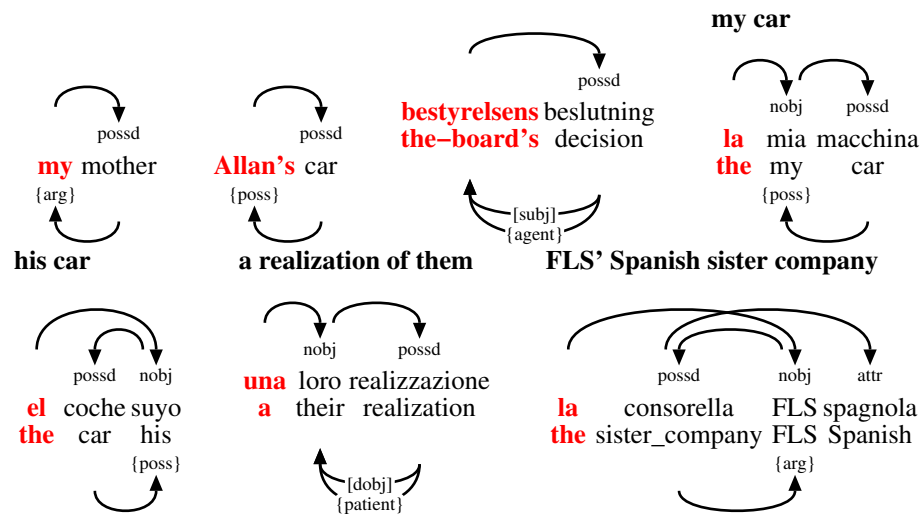 my car
possd
my mother
{arg}
possd
Allan's car
{poss}
possd
bestyrelsens beslutning
the−board's decision
[subj]
{agent}
nobj possd
la mia macchina
the my car
{poss}
his car
a realization of them
FLS' Spanish sister company
possd nobj
el coche suyo
the car his
{poss}
nobj possd
una loro realizzazione
a their realization
[dobj]
{patient}
possd nobj attr
la consorella FLS spagnola
the sister_company FLS Spanish
{arg}